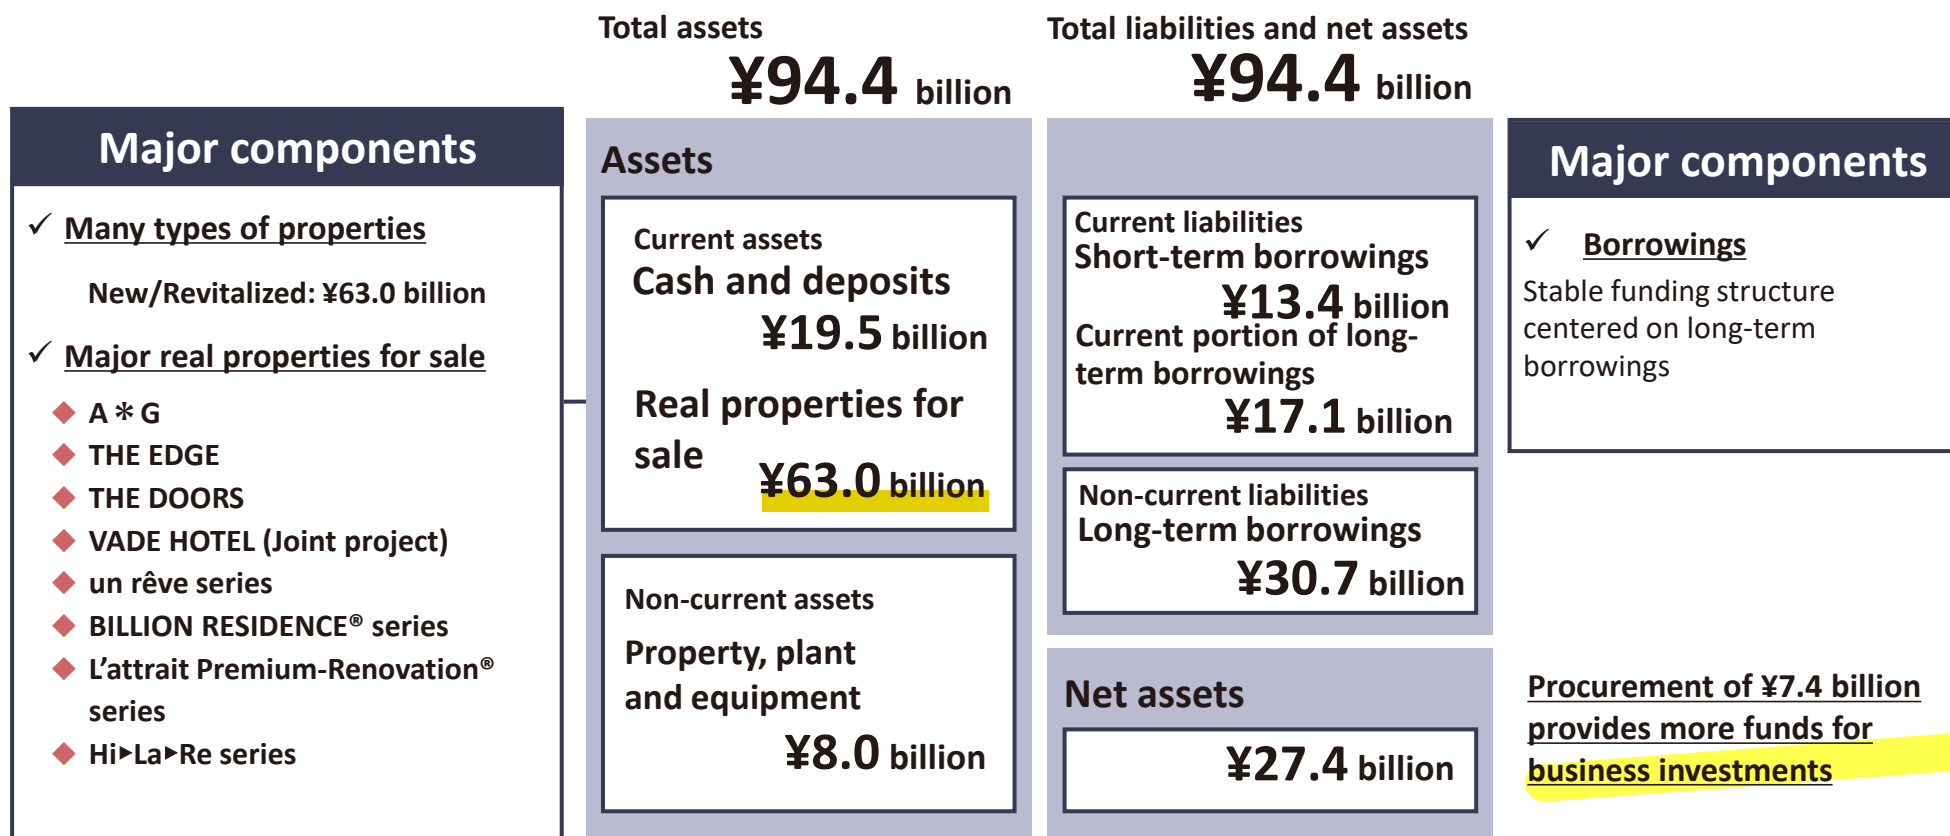 Total assets
¥94.4 billion
Total liabilities and net assets
¥94.4 billion
Major components
✓ Many types of properties
New/Revitalized: ¥63.0 billion
✓ Major real properties for sale
◆ A＊G
◆ THE EDGE
◆ THE DOORS
◆ VADE HOTEL (Joint project)
◆ un rêve series
◆ BILLION RESIDENCE® series
◆ L’attrait Premium-Renovation®
series
◆ Hi▶La▶Re series
Assets
Current assets
Cash and deposits
¥19.5 billion
Real properties for
sale
¥63.0 billion
Non-current assets
Property, plant
and equipment
¥8.0 billion
Current liabilities
Short-term borrowings
¥13.4 billion
Current portion of long-
term borrowings
¥17.1 billion
Non-current liabilities
Long-term borrowings
¥30.7 billion
Net assets
¥27.4 billion
Major components
✓ Borrowings
Stable funding structure
centered on long-term
borrowings
Procurement of ¥7.4 billion
provides more funds for
business investments